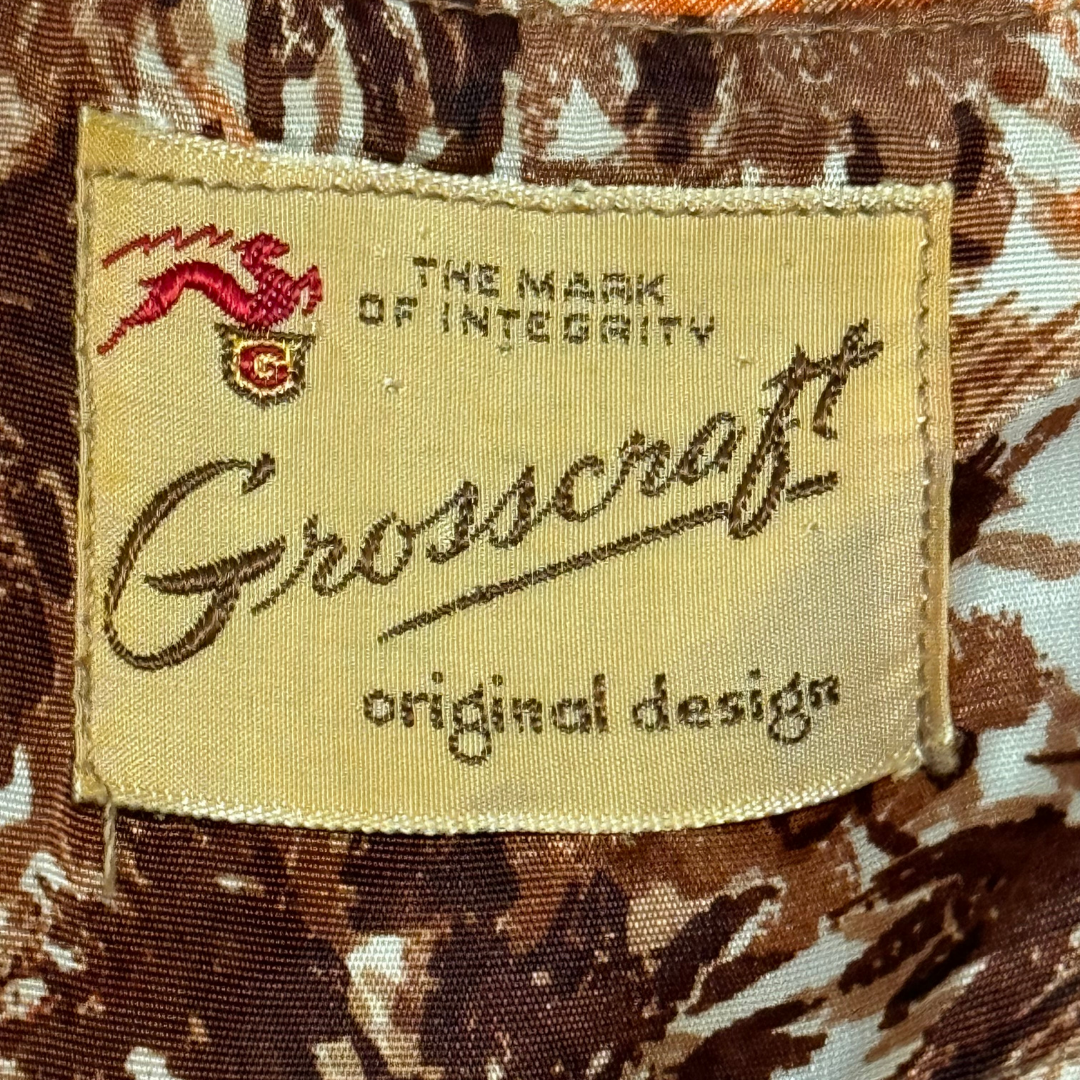 THE MARK
OF INTEGRITY
G
Grosscraft
original design